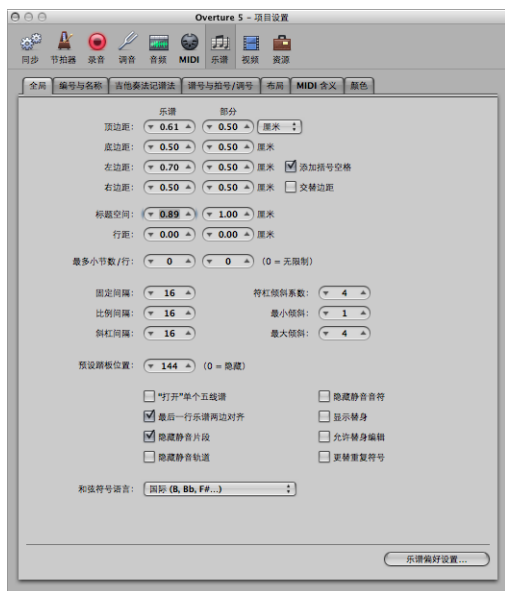 Overture 5 – 项目设置
同步 节拍器 录音 调音 音频 MIDI 乐谱 视频 资源
全局 编号与名称 吉他奏法记谱法 谱号与拍号/调号 布局 MIDI 含义 颜色
乐谱 部分
顶边距: 0.61 0.50 厘米
底边距: 0.50 0.50 厘米
左边距: 0.70 0.50 厘米 添加括号空格
右边距: 0.50 0.50 厘米 交替边距
标题空间: 0.89 1.00 厘米
行距: 0.00 0.00 厘米
最多小节数/行: 0 0 (0 = 无限制)
固定间隔: 16 符杠倾斜系数: 4
比例间隔: 16 最小倾斜: 1
斜杠间隔: 16 最大倾斜: 4
预设踏板位置: 144 (0 = 隐藏)
“打开”单个五线谱 隐藏静音音符
最后一行乐谱两边对齐 显示替身
隐藏静音片段 允许替身编辑
隐藏静音轨道 更替重复符号
和弦符号语言: 国际 (B, Bb, F#...)
乐谱偏好设置...